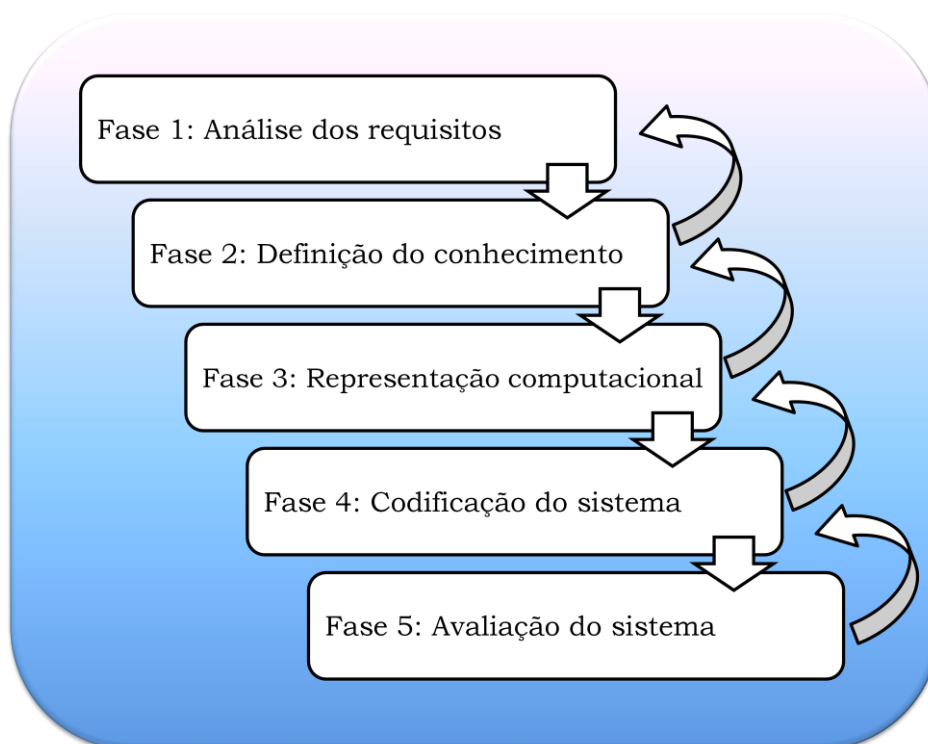 Fase 1: Análise dos requisitos
Fase 2: Definição do conhecimento
Fase 3: Representação computacional
Fase 4: Codificação do sistema
Fase 5: Avaliação do sistema